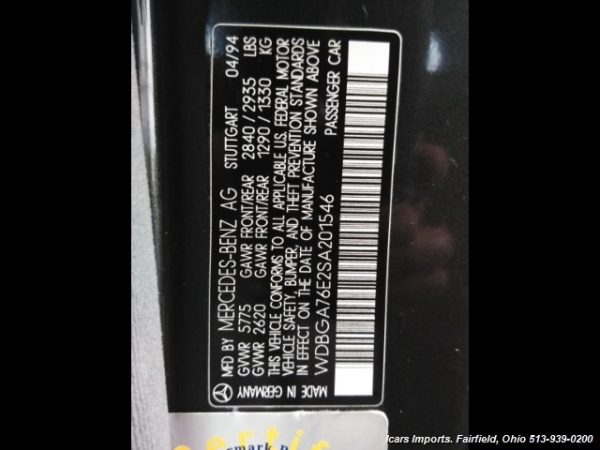 MFD BY MERCEDES-BENZ AG STUTTGART 04/94
GVWR 5775 GAWR FRONT/REAR 2840 / 2935 LBS
GVWR 2620 GAWR FRONT/REAR 1290 / 1330 KG
THIS VEHICLE CONFORMS TO ALL APPLICABLE U.S. FEDERAL MOTOR
VEHICLE SAFETY, BUMPER, AND THEFT PREVENTION STANDARDS
IN EFFECT ON THE DATE OF MANUFACTURE SHOWN ABOVE
WDBGA76E2SA201546 PASSENGER CAR
MADE IN GERMANY
Icars Imports. Fairfield, Ohio 513-939-0200